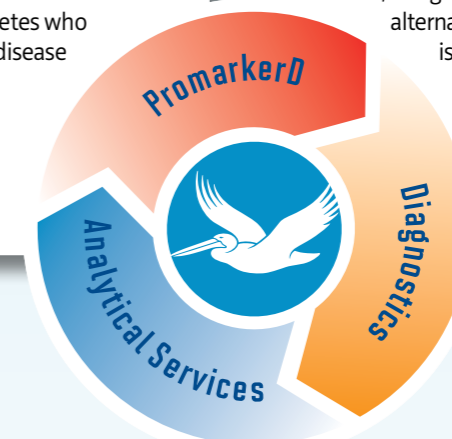 alterna
etes who
is
disease
PromarkerD
Diagnostics
Analytical Services